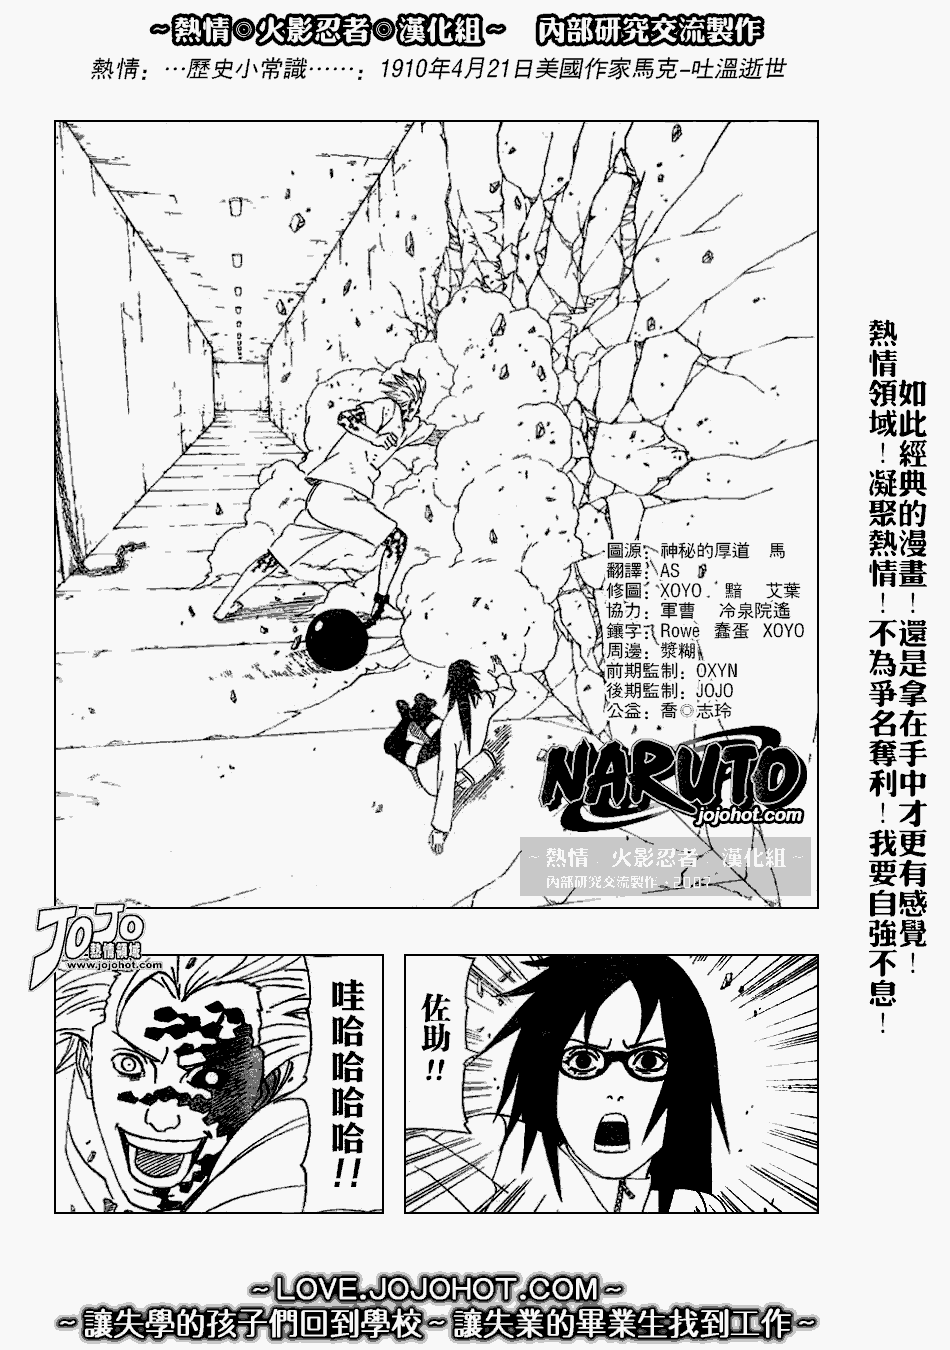 ~熱情◎火影忍者◎漢化組~ 內部研究交流製作
熱情：…歷史小常識……：1910年4月21日美國作家馬克-吐溫逝世
如此經典的漫畫！還是拿在手中才更有感覺！
熱情領域！凝聚熱情！不為爭名奪利！我要自強不息！
圖源：神秘的厚道 馬
翻譯：AS
修圖：XOYO． 黯 艾葉
協力：軍曹 冷泉院遙
鑲字：Rowe 蠢蛋 XOYO
周邊：漿糊
前期監制：OXYN
後期監制：JOJO
公益：喬◎志玲
NARUTO
jojohot.com
~熱情 火影忍者 漢化組~
內部研究交流製作·2007
JOJO
熱情領域
www.jojohot.com
佐助!!
哇哈哈哈哈!!
~LOVE.JOJOHOT.COM~
~讓失學的孩子們回到學校~讓失業的畢業生找到工作~